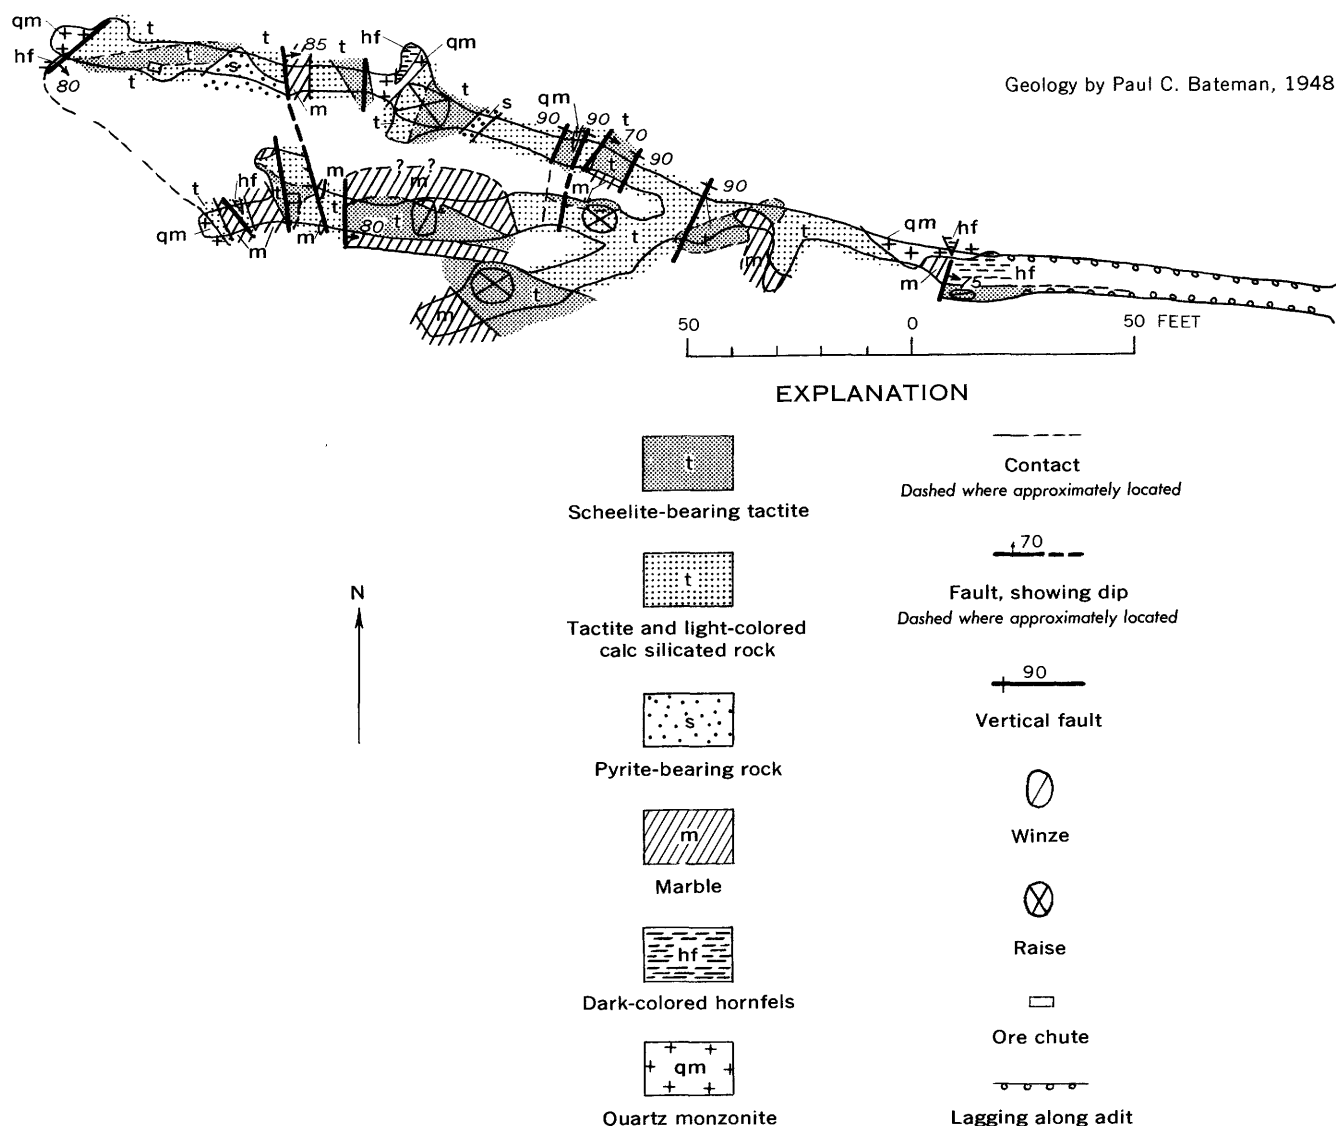 qm
t
t
85
t
hf
qm
hf
t
80
t
s
m
t
t
s
qm
90
90
t
70
90
Geology by Paul C. Bateman, 1948
t
m
90
t
hf
m
? ?
m
t
t
80
qm
m
m
t
t
m
qm
hf
m
75
hf
t
m
50
0
50 FEET
EXPLANATION
t
Scheelite-bearing tactite
t
Tactite and light-colored
calc silicated rock
s
Pyrite-bearing rock
m
Marble
hf
Dark-colored hornfels
qm
Quartz monzonite
N
Contact
Dashed where approximately located
70
Fault, showing dip
Dashed where approximately located
90
Vertical fault
Winze
Raise
Ore chute
Lagging along adit